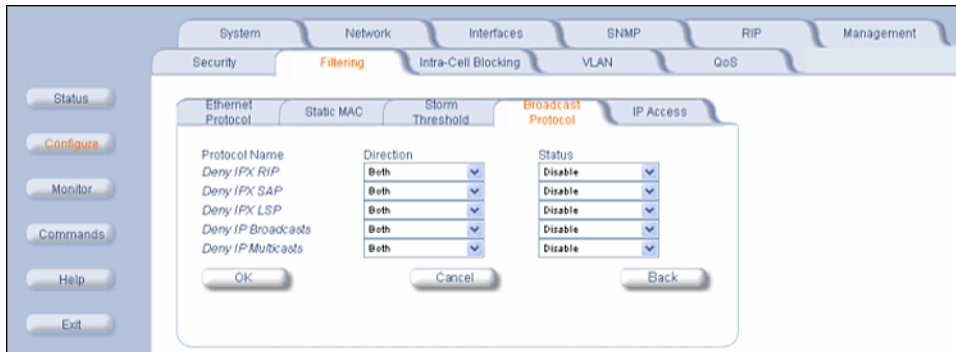 System Network Interfaces SNMP RIP Management
Security Filtering Intra-Cell Blocking VLAN QoS
Status
Configure
Monitor
Commands
Help
Exit
Ethernet Protocol Static MAC Storm Threshold Broadcast Protocol IP Access
Protocol Name Direction Status
Deny IPX RIP Both Disable
Deny IPX SAP Both Disable
Deny IPX LSP Both Disable
Deny IP Broadcasts Both Disable
Deny IP Multicasts Both Disable
OK Cancel Back